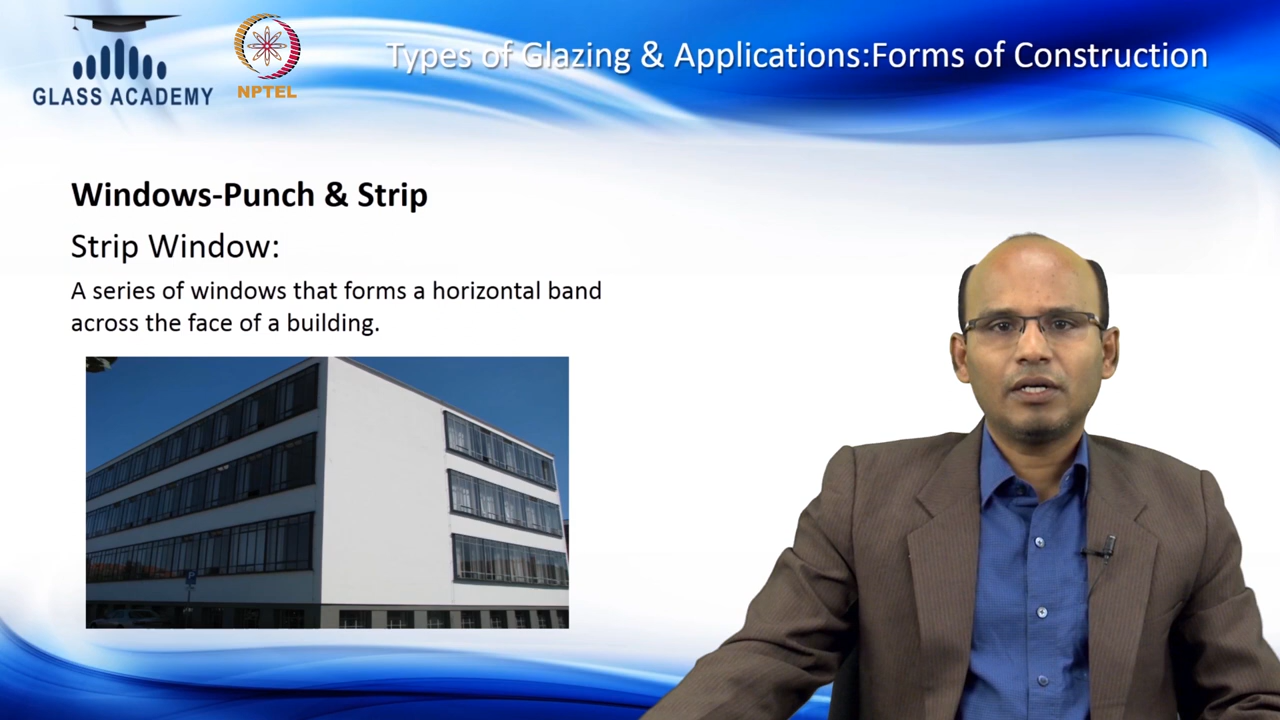 GLASS ACADEMY
NPTEL
Types of Glazing & Applications:Forms of Construction
Windows-Punch & Strip
Strip Window:
A series of windows that forms a horizontal band
across the face of a building.